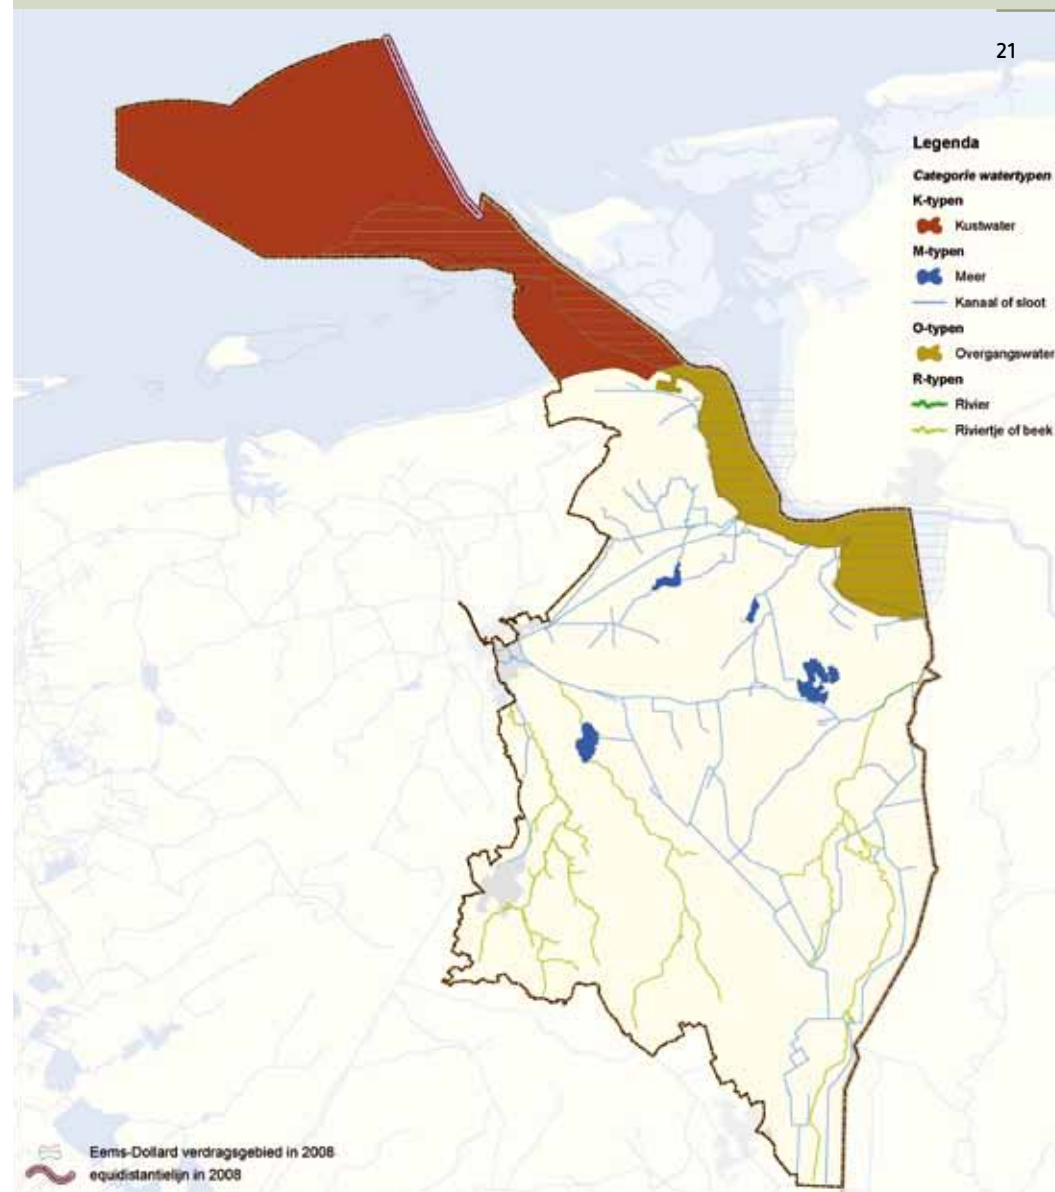 21
Legenda
Categorie watertypen
K-typen
Kustwater
M-typen
Meer
Kanaal of sloot
O-typen
Overgangswater
R-typen
Rivier
Riviertje of beek
Eems-Dollard verdragsgebied in 2008
equidistantielijn in 2008